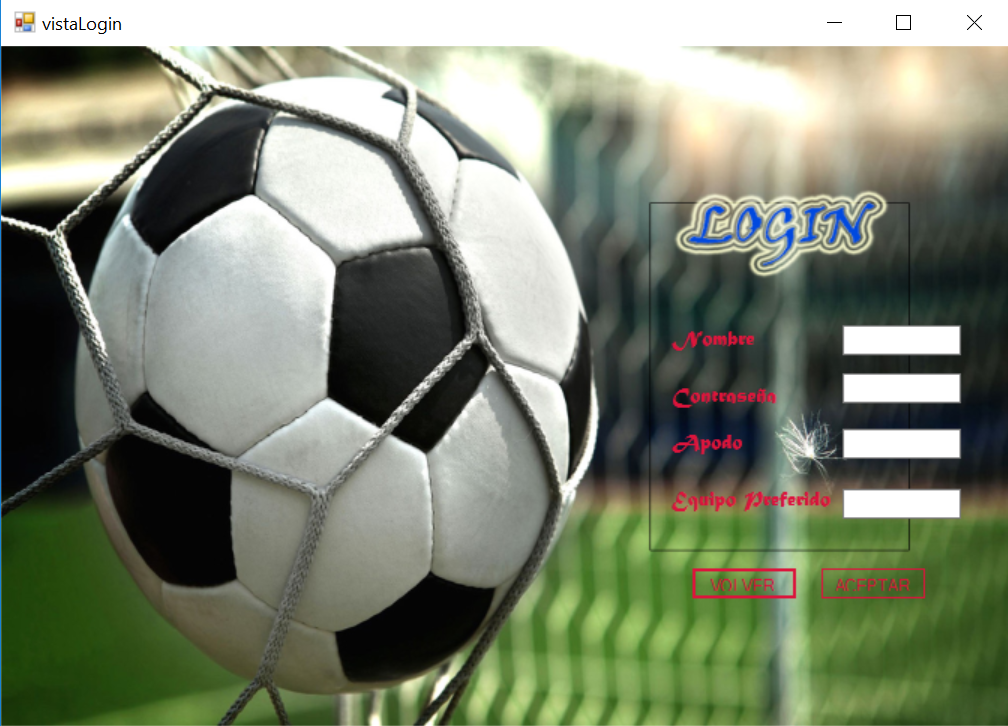 vistaLogin
LOGIN
Nombre
Contraseña
Apodo
Equipo Preferido
VOLVER ACEPTAR